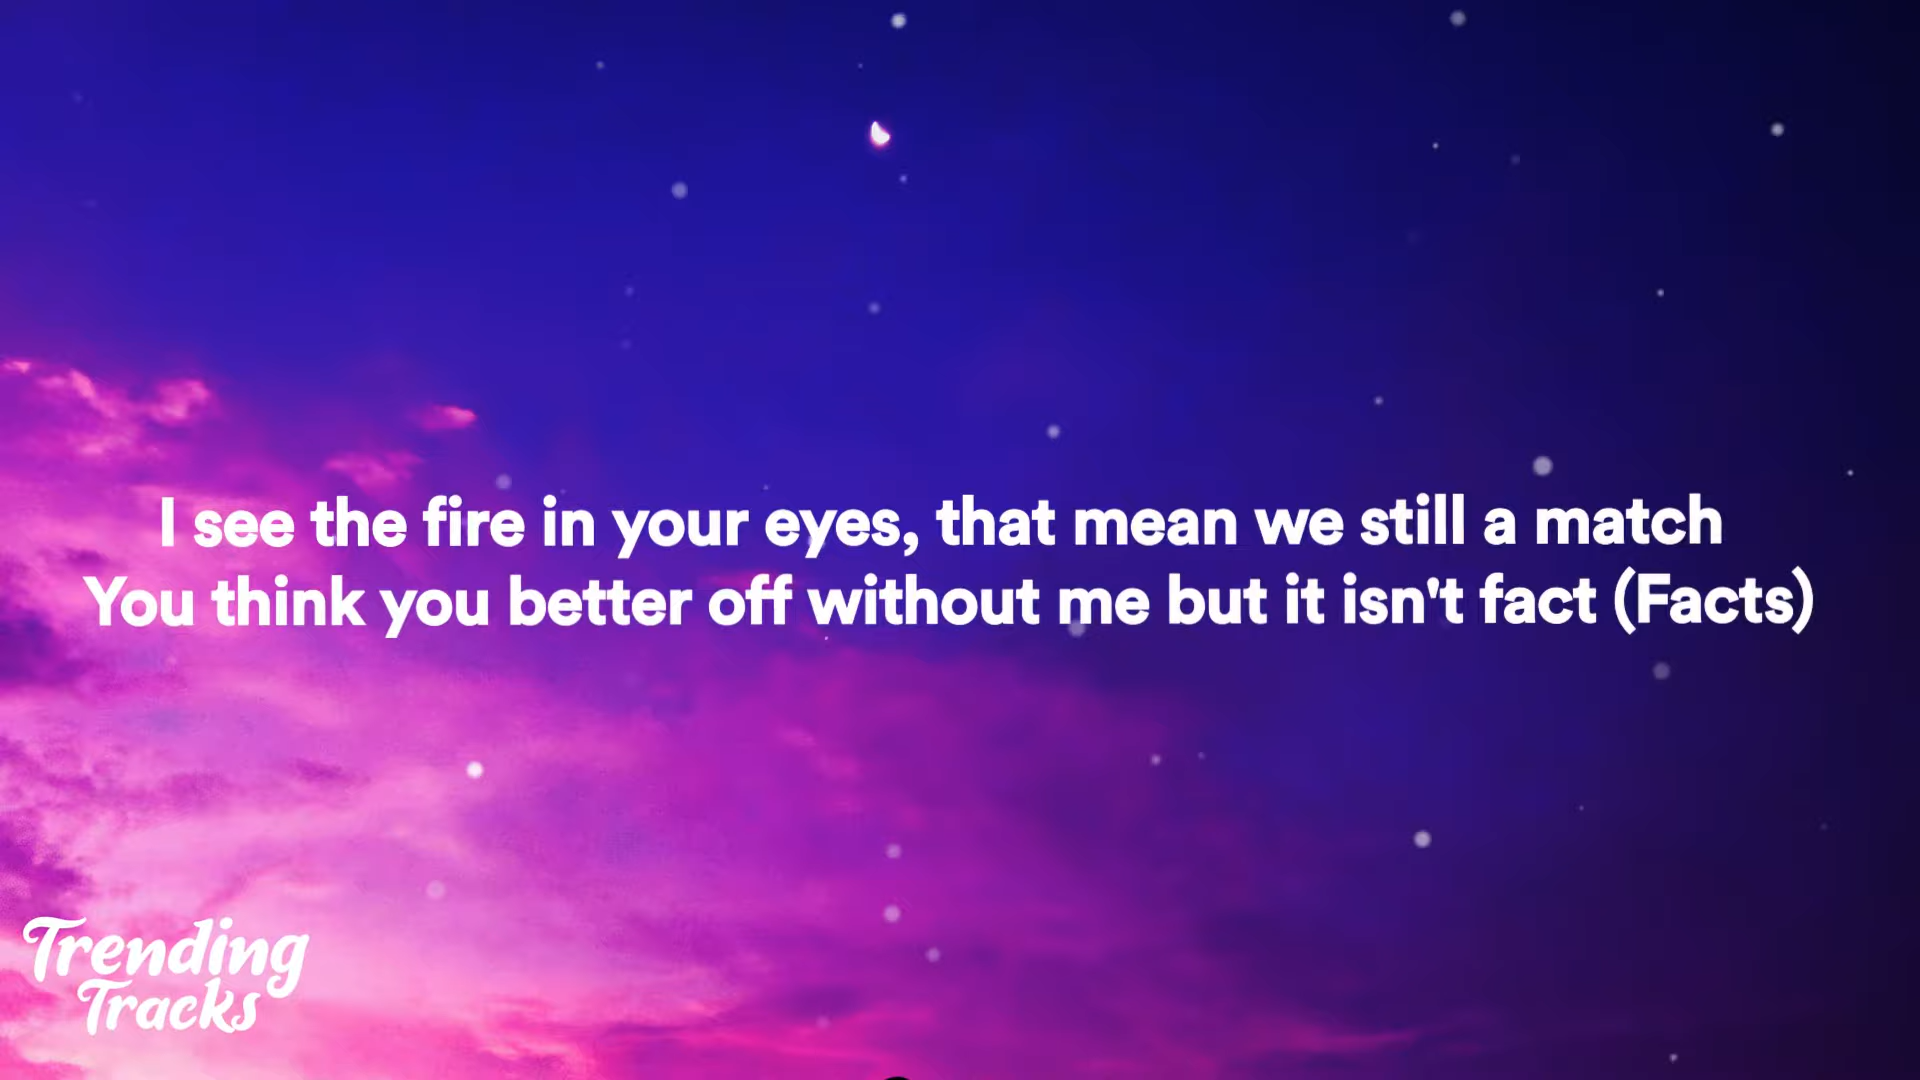 I see the fire in your eyes, that mean we still a match
You think you better off without me but it isn't fact (Facts)
Trending
Tracks